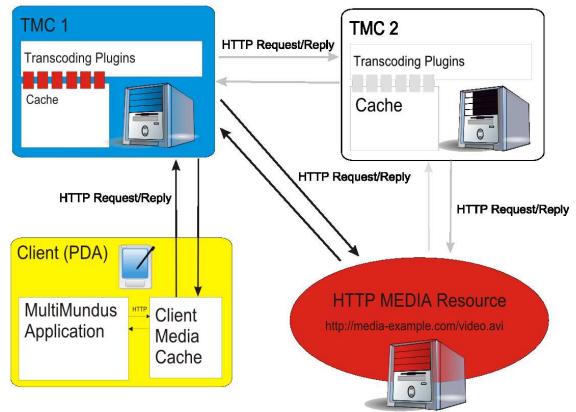 TMC 1
Transcoding Plugins
Cache
HTTP Request/Reply
TMC 2
Transcoding Plugins
Cache
HTTP Request/Reply
HTTP Request/Reply
HTTP Request/Reply
Client (PDA)
MultiMundus
Application
HTTP
Client
Media
Cache
HTTP MEDIA Resource
http://media-example.com/video.avi